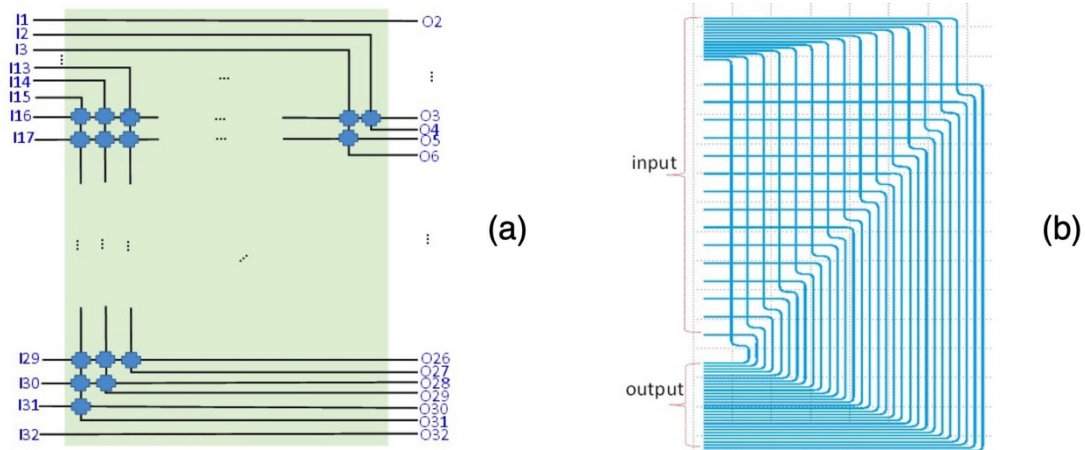 I1
I2
I3
I13
I14
I15
I16
I17
I29
I30
I31
I32
O2
O3
O4
O5
O6
O26
O27
O28
O29
O30
O31
O32
(a)
input
output
(b)